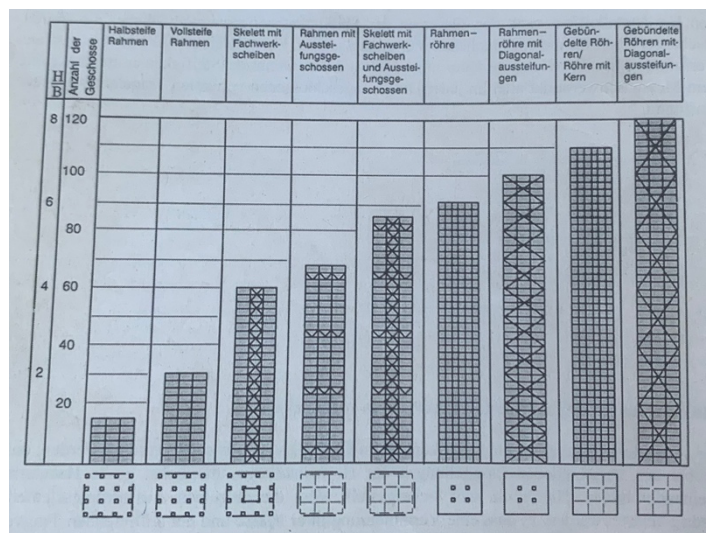 H
B
Anzahl der
Geschosse
Halbsteife
Rahmen
Vollsteife
Rahmen
Skelett mit
Fachwerk-
scheiben
Rahmen mit
Ausstei-
fungsge-
schossen
Skelett mit
Fachwerk-
scheiben
und Ausstei-
fungsge-
schossen
Rahmen-
röhre
Rahmen-
röhre mit
Diagonal-
aussteifun-
gen
Gebün-
delte Röh-
ren/
Röhre mit
Kern
Gebündelte
Röhren mit-
Diagonal-
aussteifun-
gen
8 120
100
6
80
4 60
40
2
20